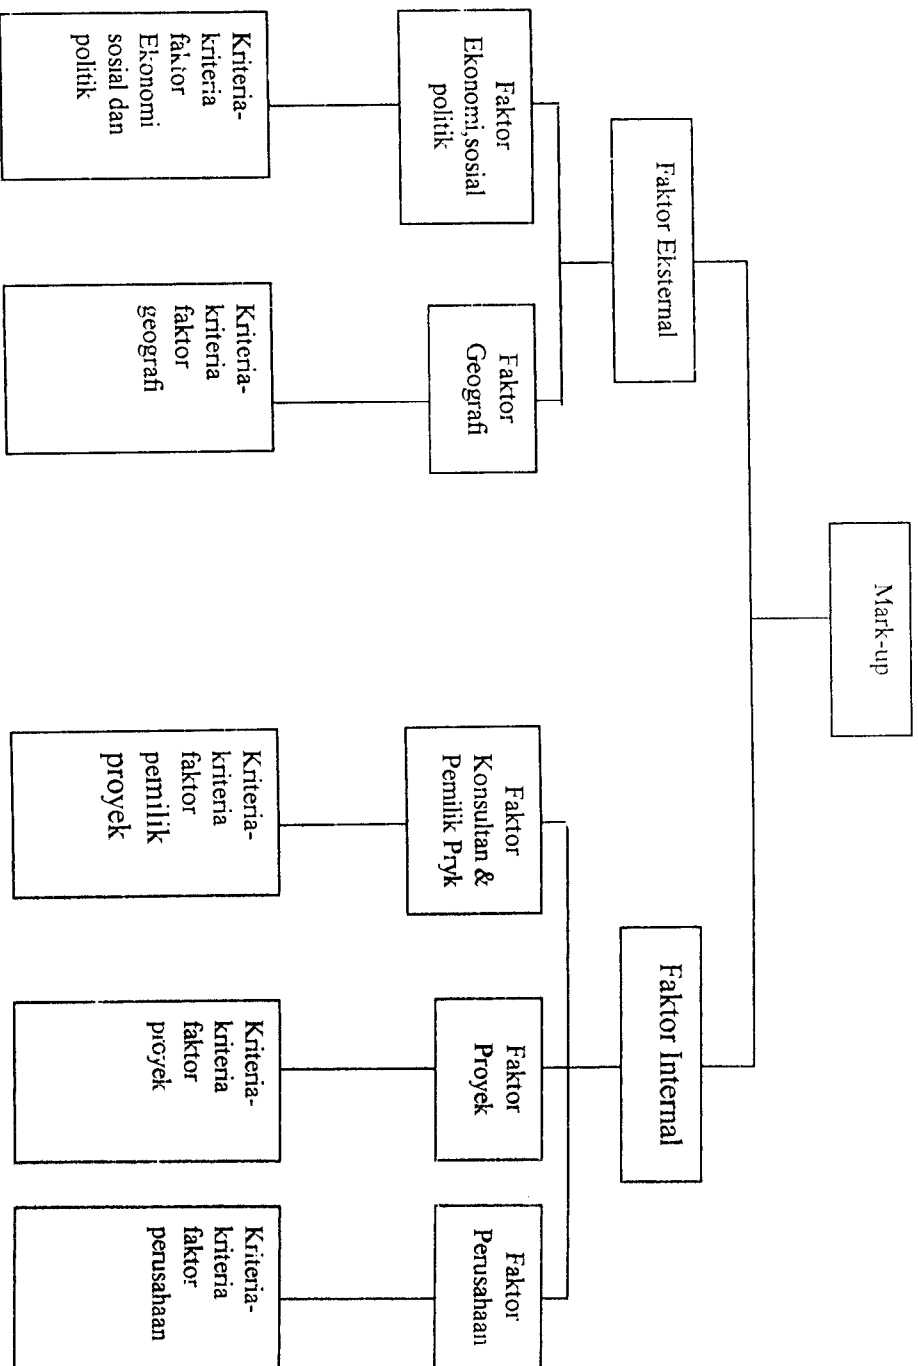 Mark-up
Faktor Eksternal
Faktor Internal
Faktor
Ekonomi,sosial
politik
Faktor
Geografi
Faktor
Konsultan &
Pemilik Pryk
Faktor
Proyek
Faktor
Perusahaan
Kriteria-
kriteria
faktor
Ekonomi
sosial dan
politik
Kriteria-
kriteria
faktor
geografi
Kriteria-
kriteria
faktor
pemilik
proyek
Kriteria-
kriteria
faktor
proyek
Kriteria-
kriteria
faktor
perusahaan